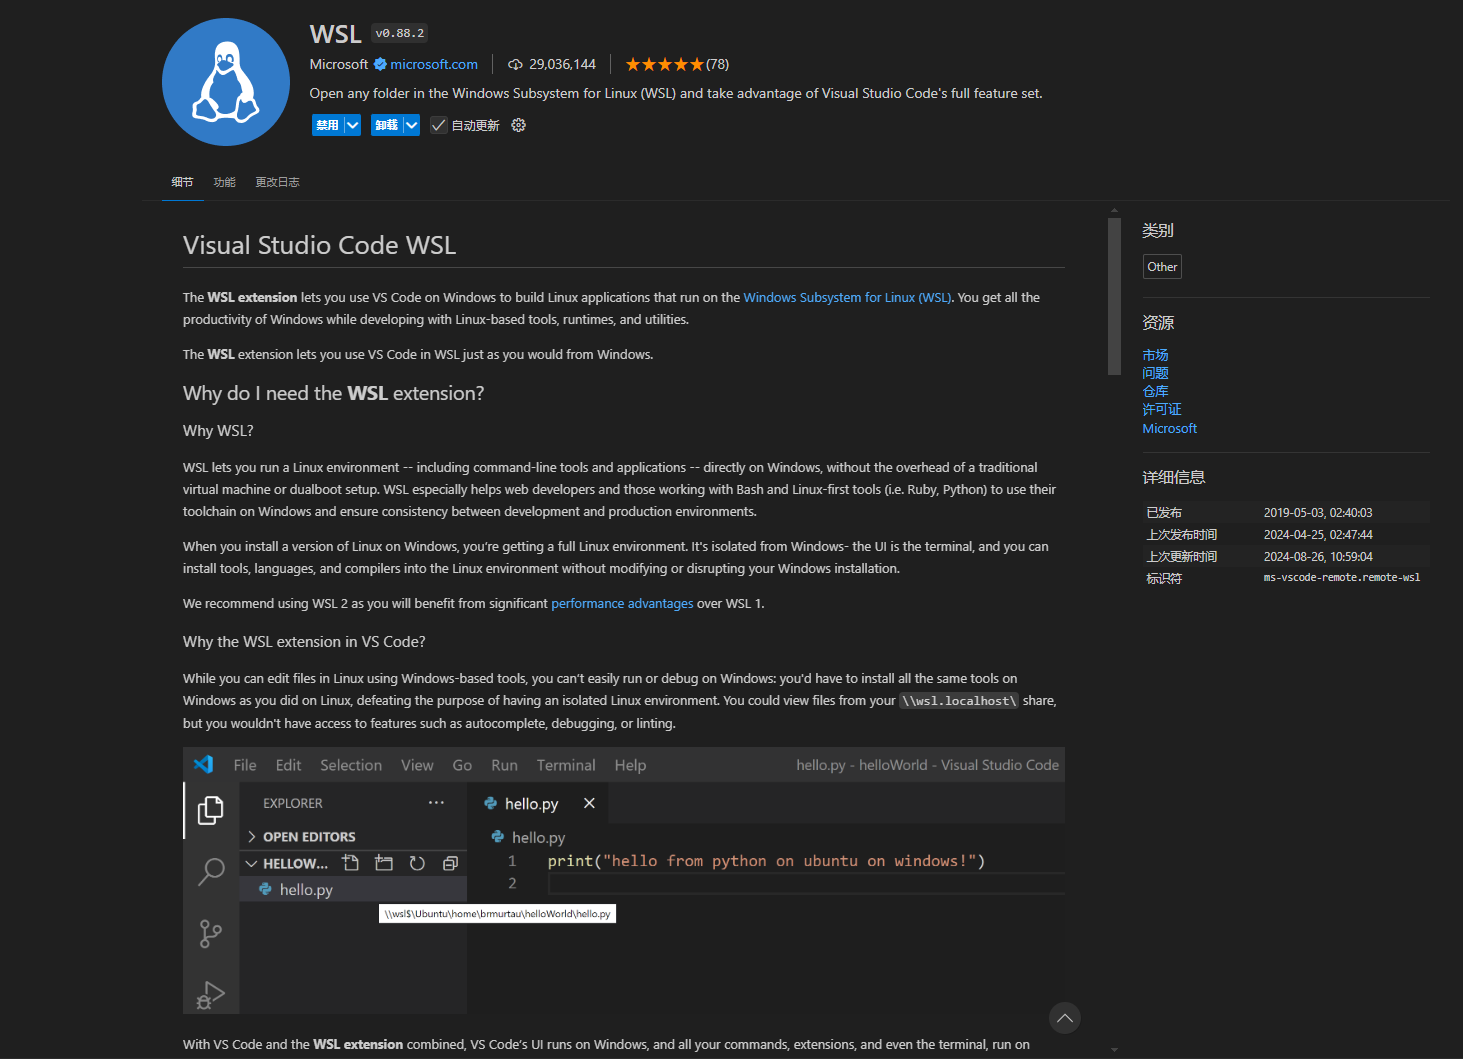 WSL v0.88.2
Microsoft microsoft.com 29,036,144 (78)
Open any folder in the Windows Subsystem for Linux (WSL) and take advantage of Visual Studio Code's full feature set.
禁用 卸载 自动更新
细节 功能 更改日志
Visual Studio Code WSL
The WSL extension lets you use VS Code on Windows to build Linux applications that run on the Windows Subsystem for Linux (WSL). You get all the
productivity of Windows while developing with Linux-based tools, runtimes, and utilities.
The WSL extension lets you use VS Code in WSL just as you would from Windows.
Why do I need the WSL extension?
Why WSL?
WSL lets you run a Linux environment -- including command-line tools and applications -- directly on Windows, without the overhead of a traditional
virtual machine or dualboot setup. WSL especially helps web developers and those working with Bash and Linux-first tools (i.e. Ruby, Python) to use their
toolchain on Windows and ensure consistency between development and production environments.
When you install a version of Linux on Windows, you're getting a full Linux environment. It's isolated from Windows- the UI is the terminal, and you can
install tools, languages, and compilers into the Linux environment without modifying or disrupting your Windows installation.
We recommend using WSL 2 as you will benefit from significant performance advantages over WSL 1.
Why the WSL extension in VS Code?
While you can edit files in Linux using Windows-based tools, you can't easily run or debug on Windows: you'd have to install all the same tools on
Windows as you did on Linux, defeating the purpose of having an isolated Linux environment. You could view files from your \\wsl.localhost\ share,
but you wouldn't have access to features such as autocomplete, debugging, or linting.
File Edit Selection View Go Run Terminal Help hello.py - helloWorld - Visual Studio Code
EXPLORER ··· hello.py
OPEN EDITORS hello.py
HELLOW... 1 print("hello from python on ubuntu on windows!")
hello.py 2
\\wsl$\Ubuntu\home\brmurtau\helloWorld\hello.py
With VS Code and the WSL extension combined, VS Code's UI runs on Windows, and all your commands, extensions, and even the terminal, run on
类别
Other
资源
市场
问题
仓库
许可证
Microsoft
详细信息
已发布 2019-05-03, 02:40:03
上次发布时间 2024-04-25, 02:47:44
上次更新时间 2024-08-26, 10:59:04
标识符 ms-vscode-remote.remote-wsl